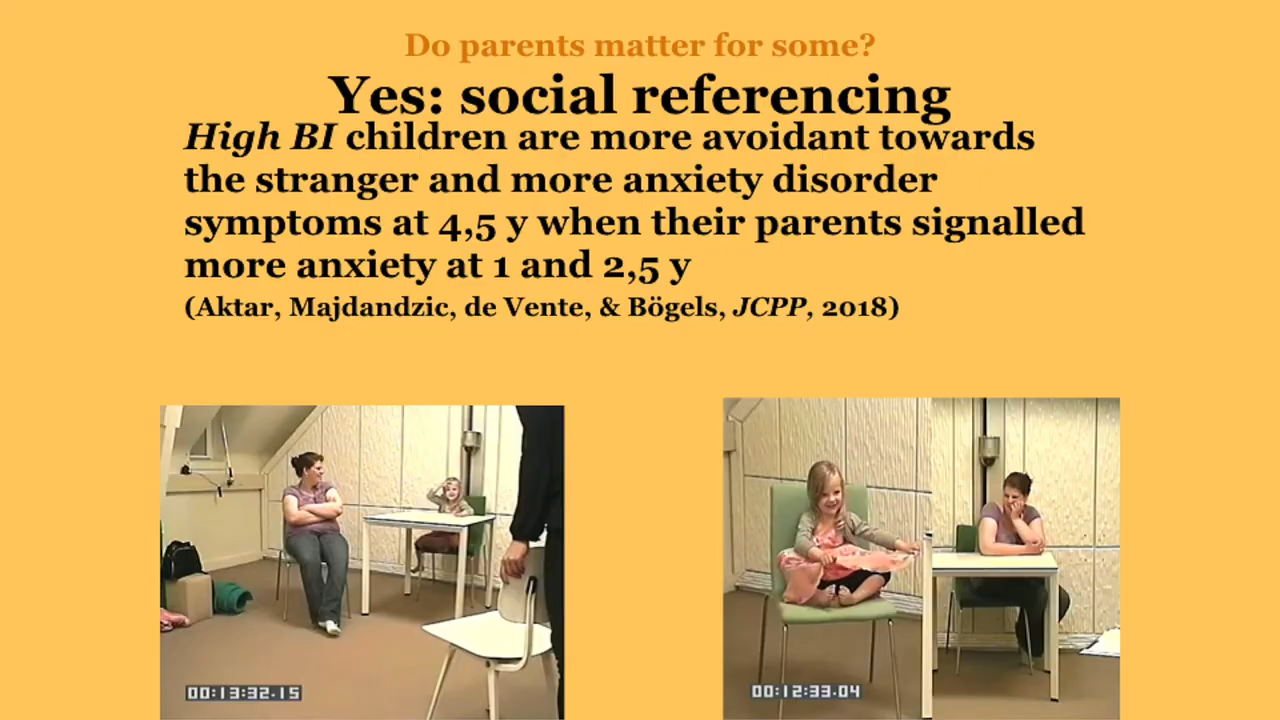 Do parents matter for some?
Yes: social referencing
High BI children are more avoidant towards
the stranger and more anxiety disorder
symptoms at 4,5 y when their parents signalled
more anxiety at 1 and 2,5 y
(Aktar, Majdandzic, de Vente, & Bögels, JCPP, 2018)
00:13:32.15
00:12:33.04